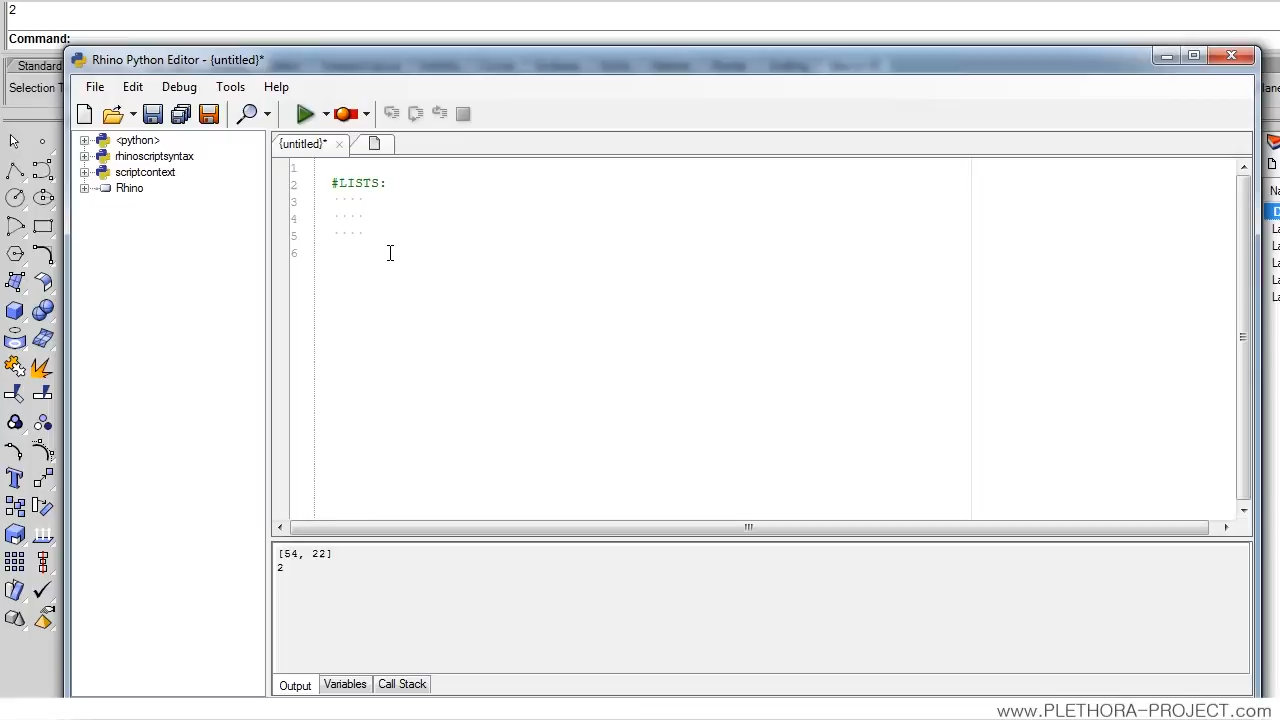 2
Command:
Rhino Python Editor - {untitled}*
Standard
Selection T
File Edit Debug Tools Help
<python>
rhinoscriptsyntax
scriptcontext
Rhino
{untitled}*
1
2 #LISTS:
3
4
5
6
[54, 22]
2
Output Variables Call Stack
www.PLETHORA-PROJECT.com